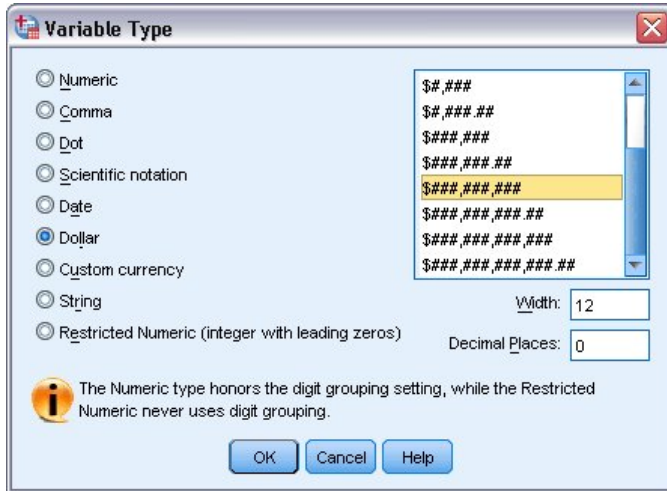 Variable Type
Numeric
Comma
Dot
Scientific notation
Date
Dollar
Custom currency
String
Restricted Numeric (integer with leading zeros)
$#,###
$#,###.##
$###,###
$###,###.##
$###,###,###
$###,###,###.##
$###,###,###,###
$###,###,###,###.##
Width: 12
Decimal Places: 0
The Numeric type honors the digit grouping setting, while the Restricted
Numeric never uses digit grouping.
OK Cancel Help